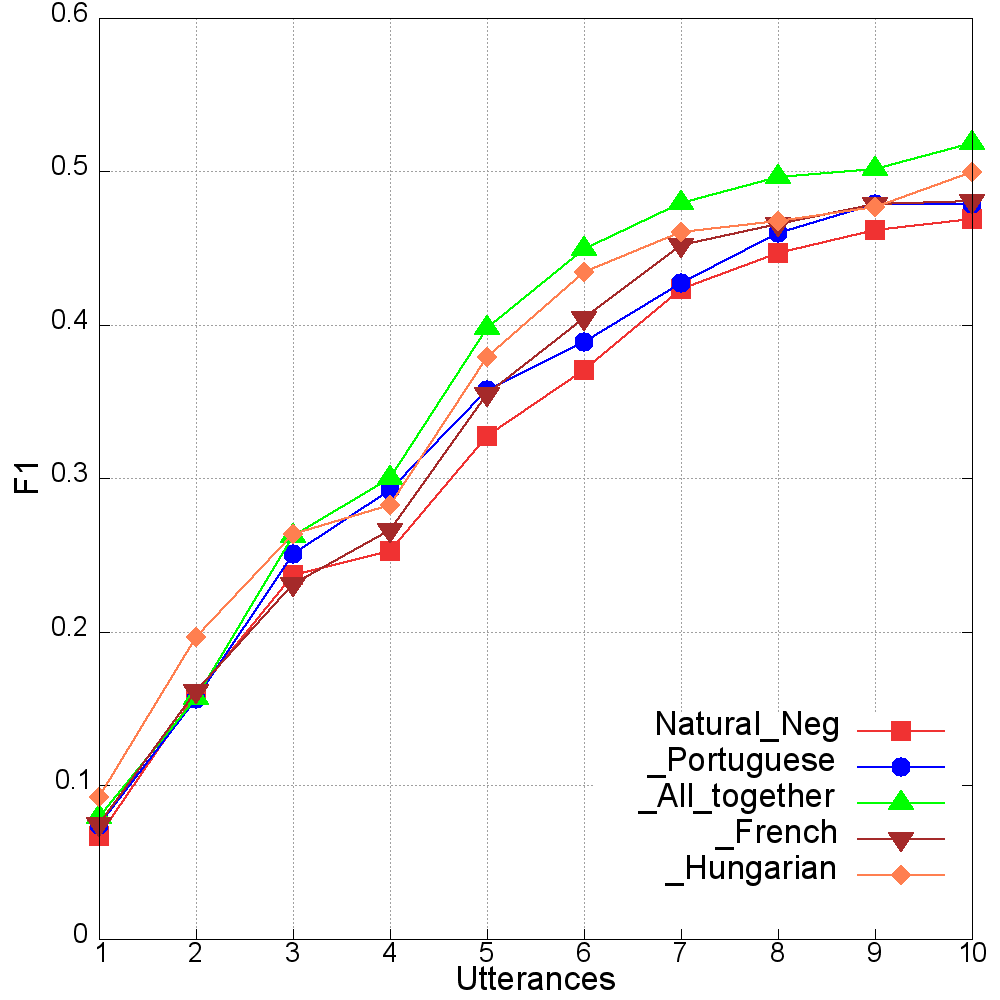 0.6
0.5
0.4
0.3
0.2
0.1
0
F1
1 2 3 4 5 6 7 8 9 10
Utterances
Natural_Neg
_Portuguese
_All_together
_French
_Hungarian